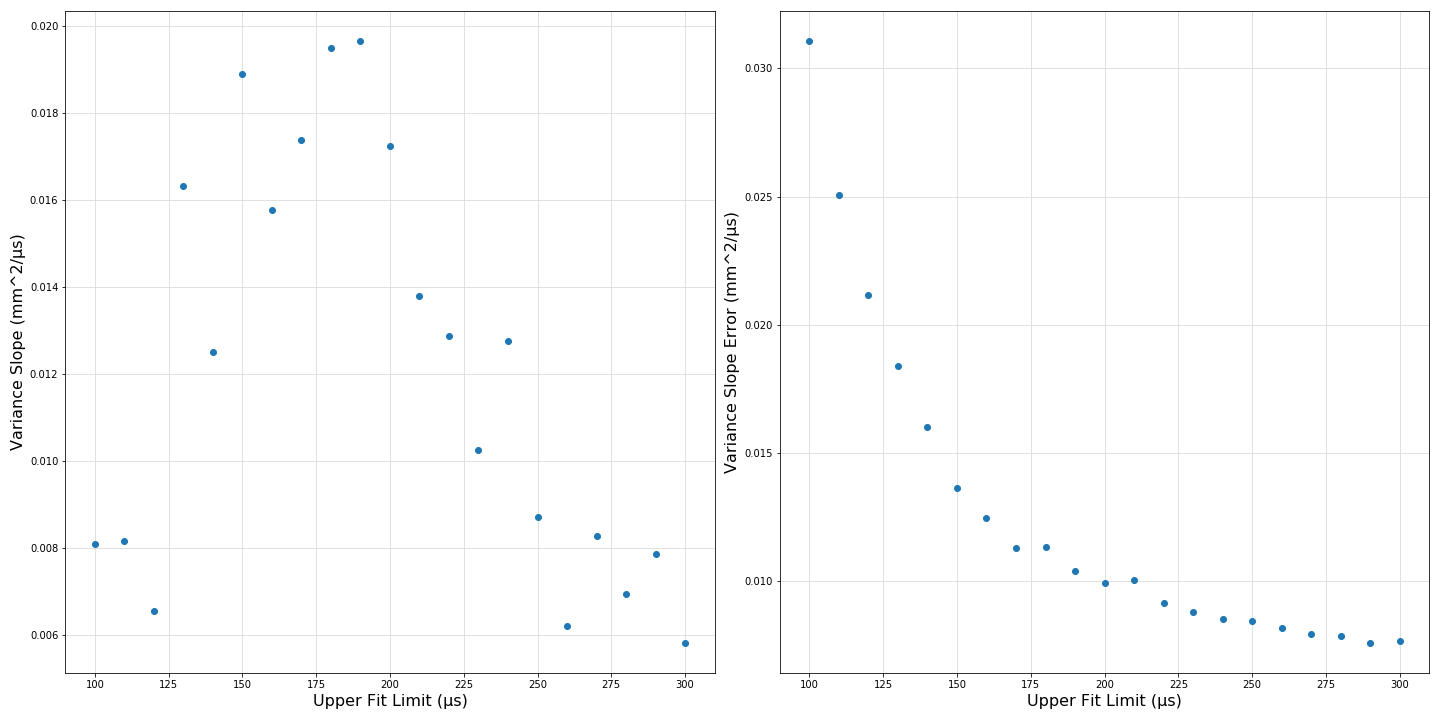 0.020
0.018
0.016
0.014
0.012
0.010
0.008
0.006
Variance Slope (mm^2/µs)
100 125 150 175 200 225 250 275 300
Upper Fit Limit (µs)
0.030
0.025
0.020
0.015
0.010
Variance Slope Error (mm^2/µs)
100 125 150 175 200 225 250 275 300
Upper Fit Limit (µs)